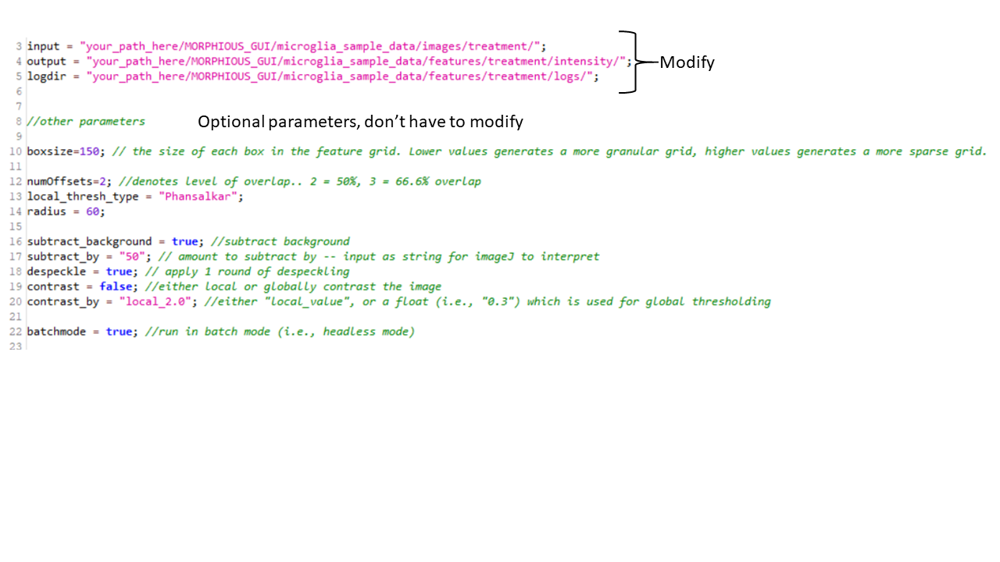 3 input = "your_path_here/MORPHIOUS_GUI/microglia_sample_data/images/treatment/";
4 output = "your_path_here/MORPHIOUS_GUI/microglia_sample_data/features/treatment/intensity/"; Modify
5 logdir = "your_path_here/MORPHIOUS_GUI/microglia_sample_data/features/treatment/logs/";
6
7
8 //other parameters Optional parameters, don’t have to modify
9
10 boxsize=150; // the size of each box in the feature grid. Lower values generates a more granular grid, higher values generates a more sparse grid.
11
12 numOffsets=2; //denotes level of overlap.. 2 = 50%, 3 = 66.6% overlap
13 local_thresh_type = "Phansalkar";
14 radius = 60;
15
16 subtract_background = true; //subtract background
17 subtract_by = "50"; // amount to subtract by -- input as string for imageJ to interpret
18 despeckle = true; // apply 1 round of despeckling
19 contrast = false; //either local or globally contrast the image
20 contrast_by = "local_2.0"; //either "local_value", or a float (i.e., "0.3") which is used for global thresholding
21
22 batchmode = true; //run in batch mode (i.e., headless mode)
23